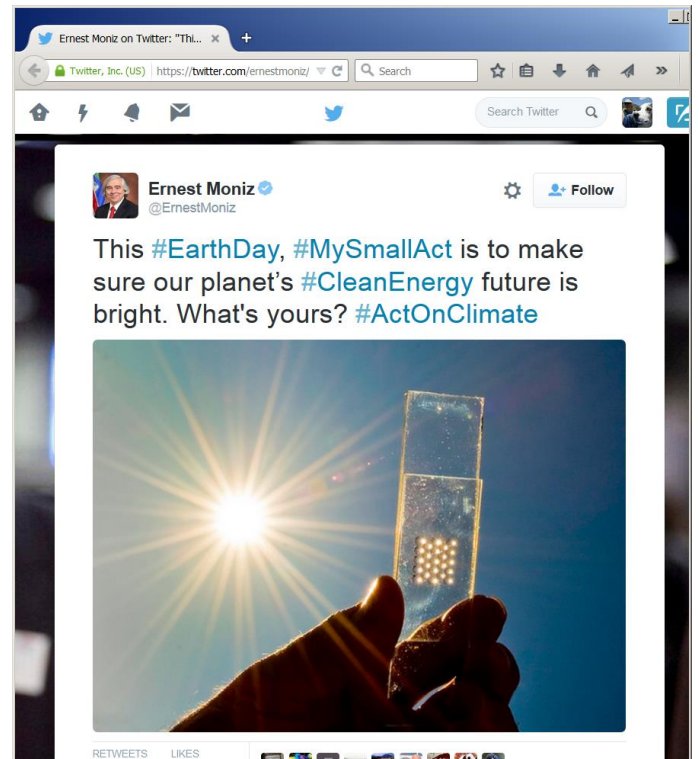 Ernest Moniz on Twitter: "Thi... × +
Twitter, Inc. (US) https://twitter.com/ernestmoniz/ Search »
Search Twitter
Ernest Moniz
@ErnestMoniz
Follow
This #EarthDay, #MySmallAct is to make
sure our planet’s #CleanEnergy future is
bright. What's yours? #ActOnClimate
RETWEETS LIKES